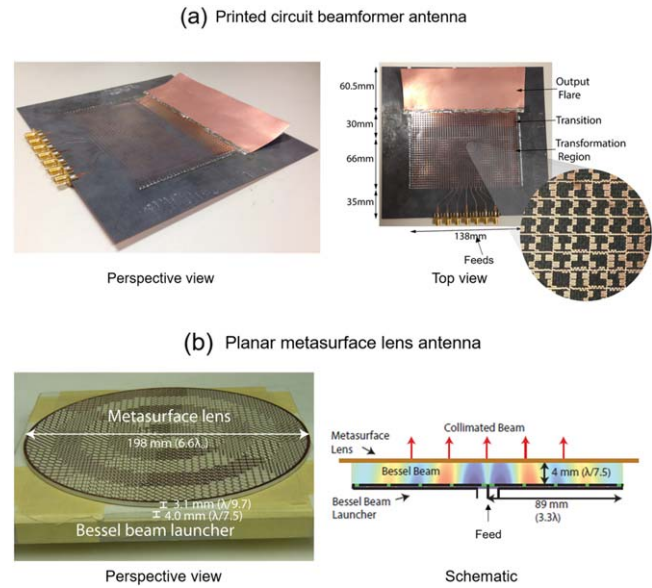 (a) Printed circuit beamformer antenna
60.5mm
30mm
66mm
35mm
138mm
Feeds
Output
Flare
Transition
Transformation
Region
Perspective view
Top view
(b) Planar metasurface lens antenna
Metasurface lens
198 mm (6.6λ)
3.1 mm (λ/9.7)
4.0 mm (λ/7.5)
Bessel beam launcher
Perspective view
Collimated Beam
Metasurface
Lens
Bessel Beam
4 mm (λ/7.5)
Bessel Beam
Launcher
89 mm
(3.3λ)
Feed
Schematic